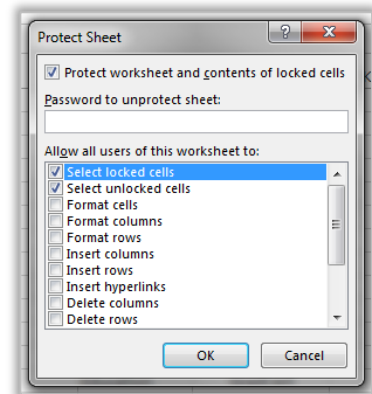 Protect Sheet
Protect worksheet and contents of locked cells
Password to unprotect sheet:
Allow all users of this worksheet to:
Select locked cells
Select unlocked cells
Format cells
Format columns
Format rows
Insert columns
Insert rows
Insert hyperlinks
Delete columns
Delete rows
OK Cancel